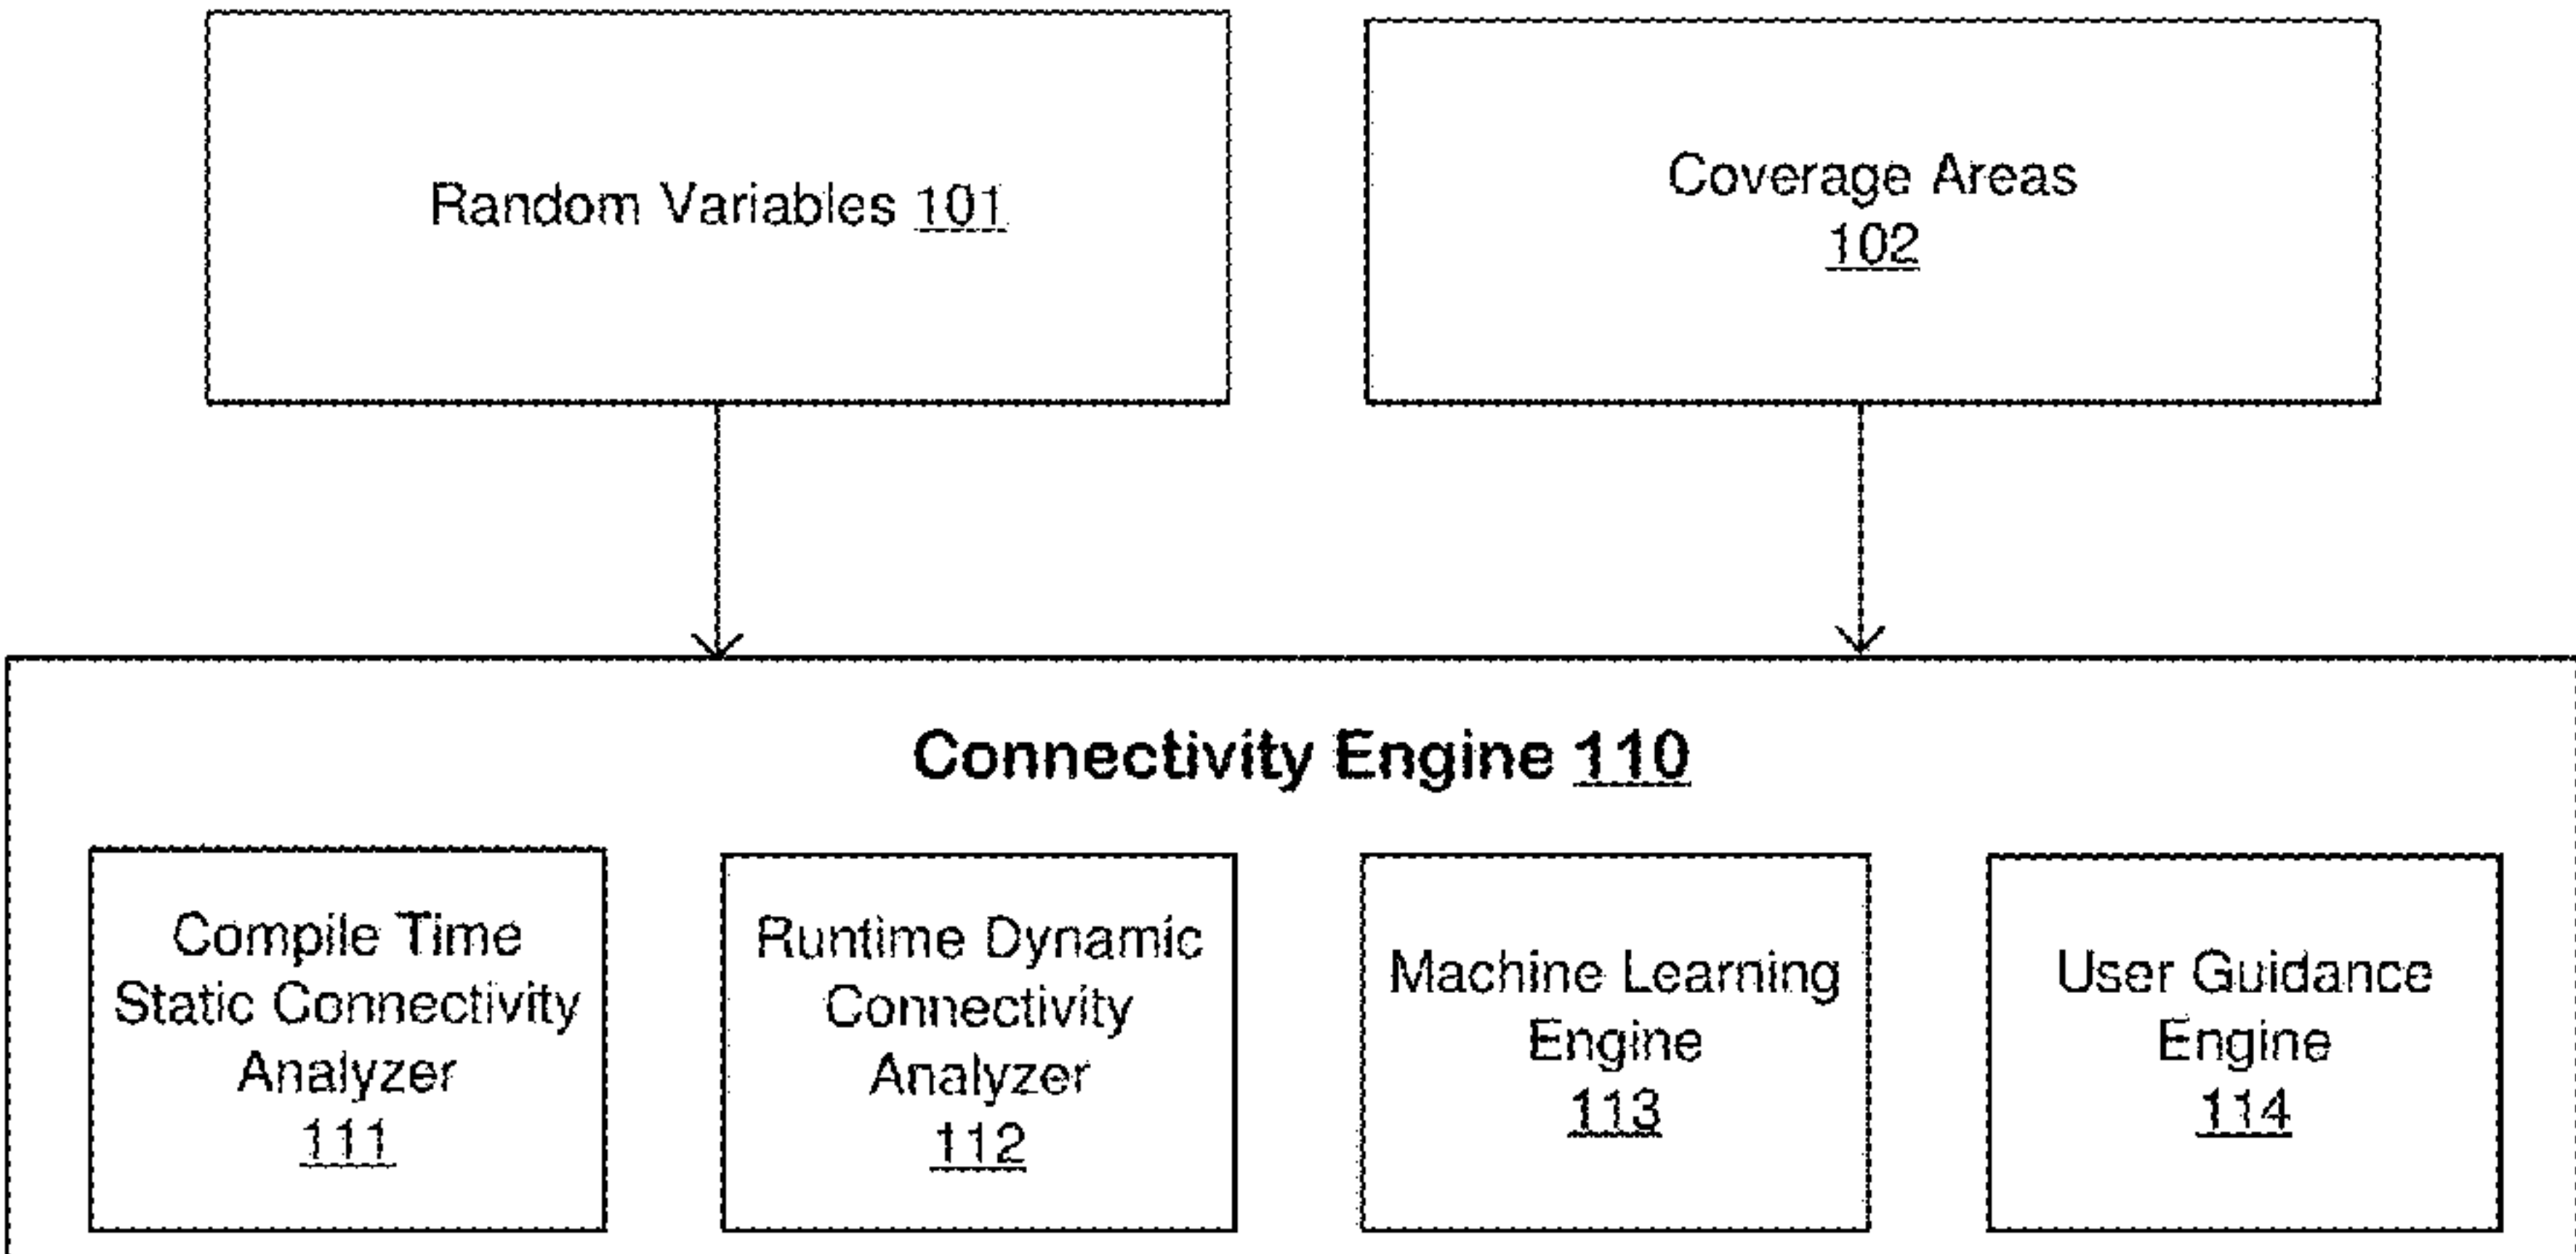 Random Variables 101
Coverage Areas
102
Connectivity Engine 110
Compile Time
Static Connectivity
Analyzer
111
Runtime Dynamic
Connectivity
Analyzer
112
Machine Learning
Engine
113
User Guidance
Engine
114